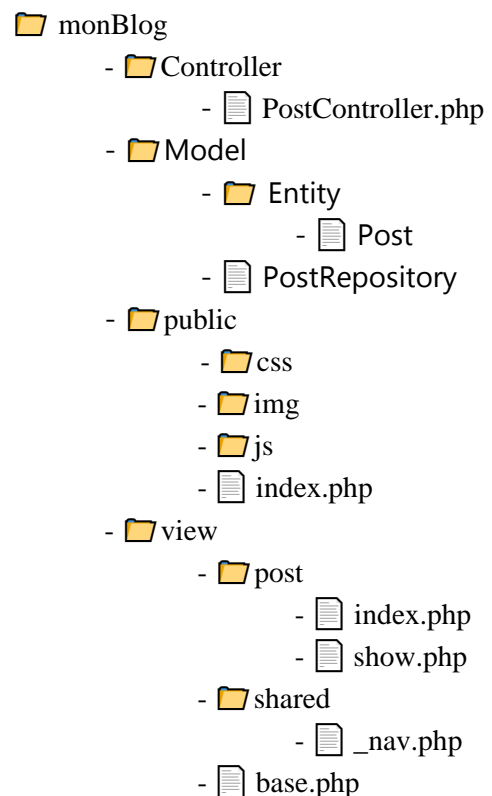 monBlog
- Controller
- PostController.php
- Model
- Entity
- Post
- PostRepository
- public
- css
- img
- js
- index.php
- view
- post
- index.php
- show.php
- shared
- _nav.php
- base.php